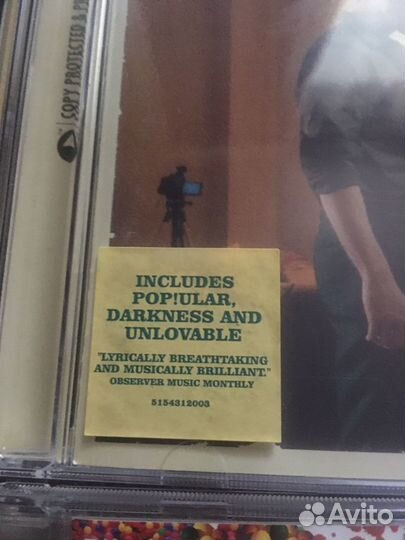 COPY PROTECTED & P
INCLUDES
POP!ULAR,
DARKNESS AND
UNLOVABLE
"LYRICALLY BREATHTAKING
AND MUSICALLY BRILLIANT."
OBSERVER MUSIC MONTHLY
5154312003
Avito